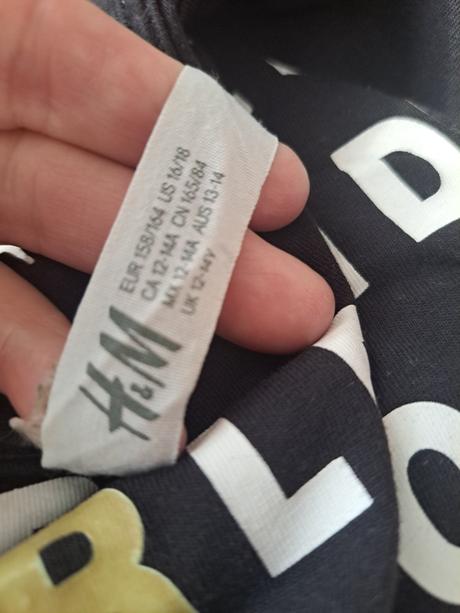 EUR 158/164 US 16/18
CA 12-14A CN 165/84
MX 12-14A AUS 13-14
UK 12-14Y
H&M
D
L
O
B